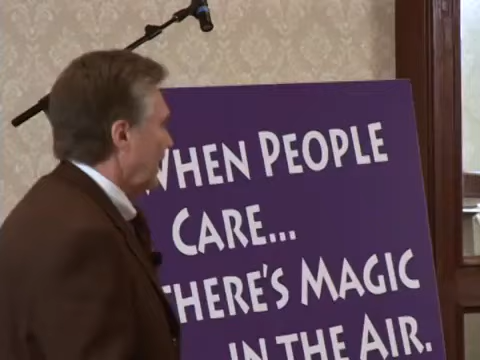 WHEN PEOPLE
CARE...
THERE'S MAGIC
IN THE AIR.